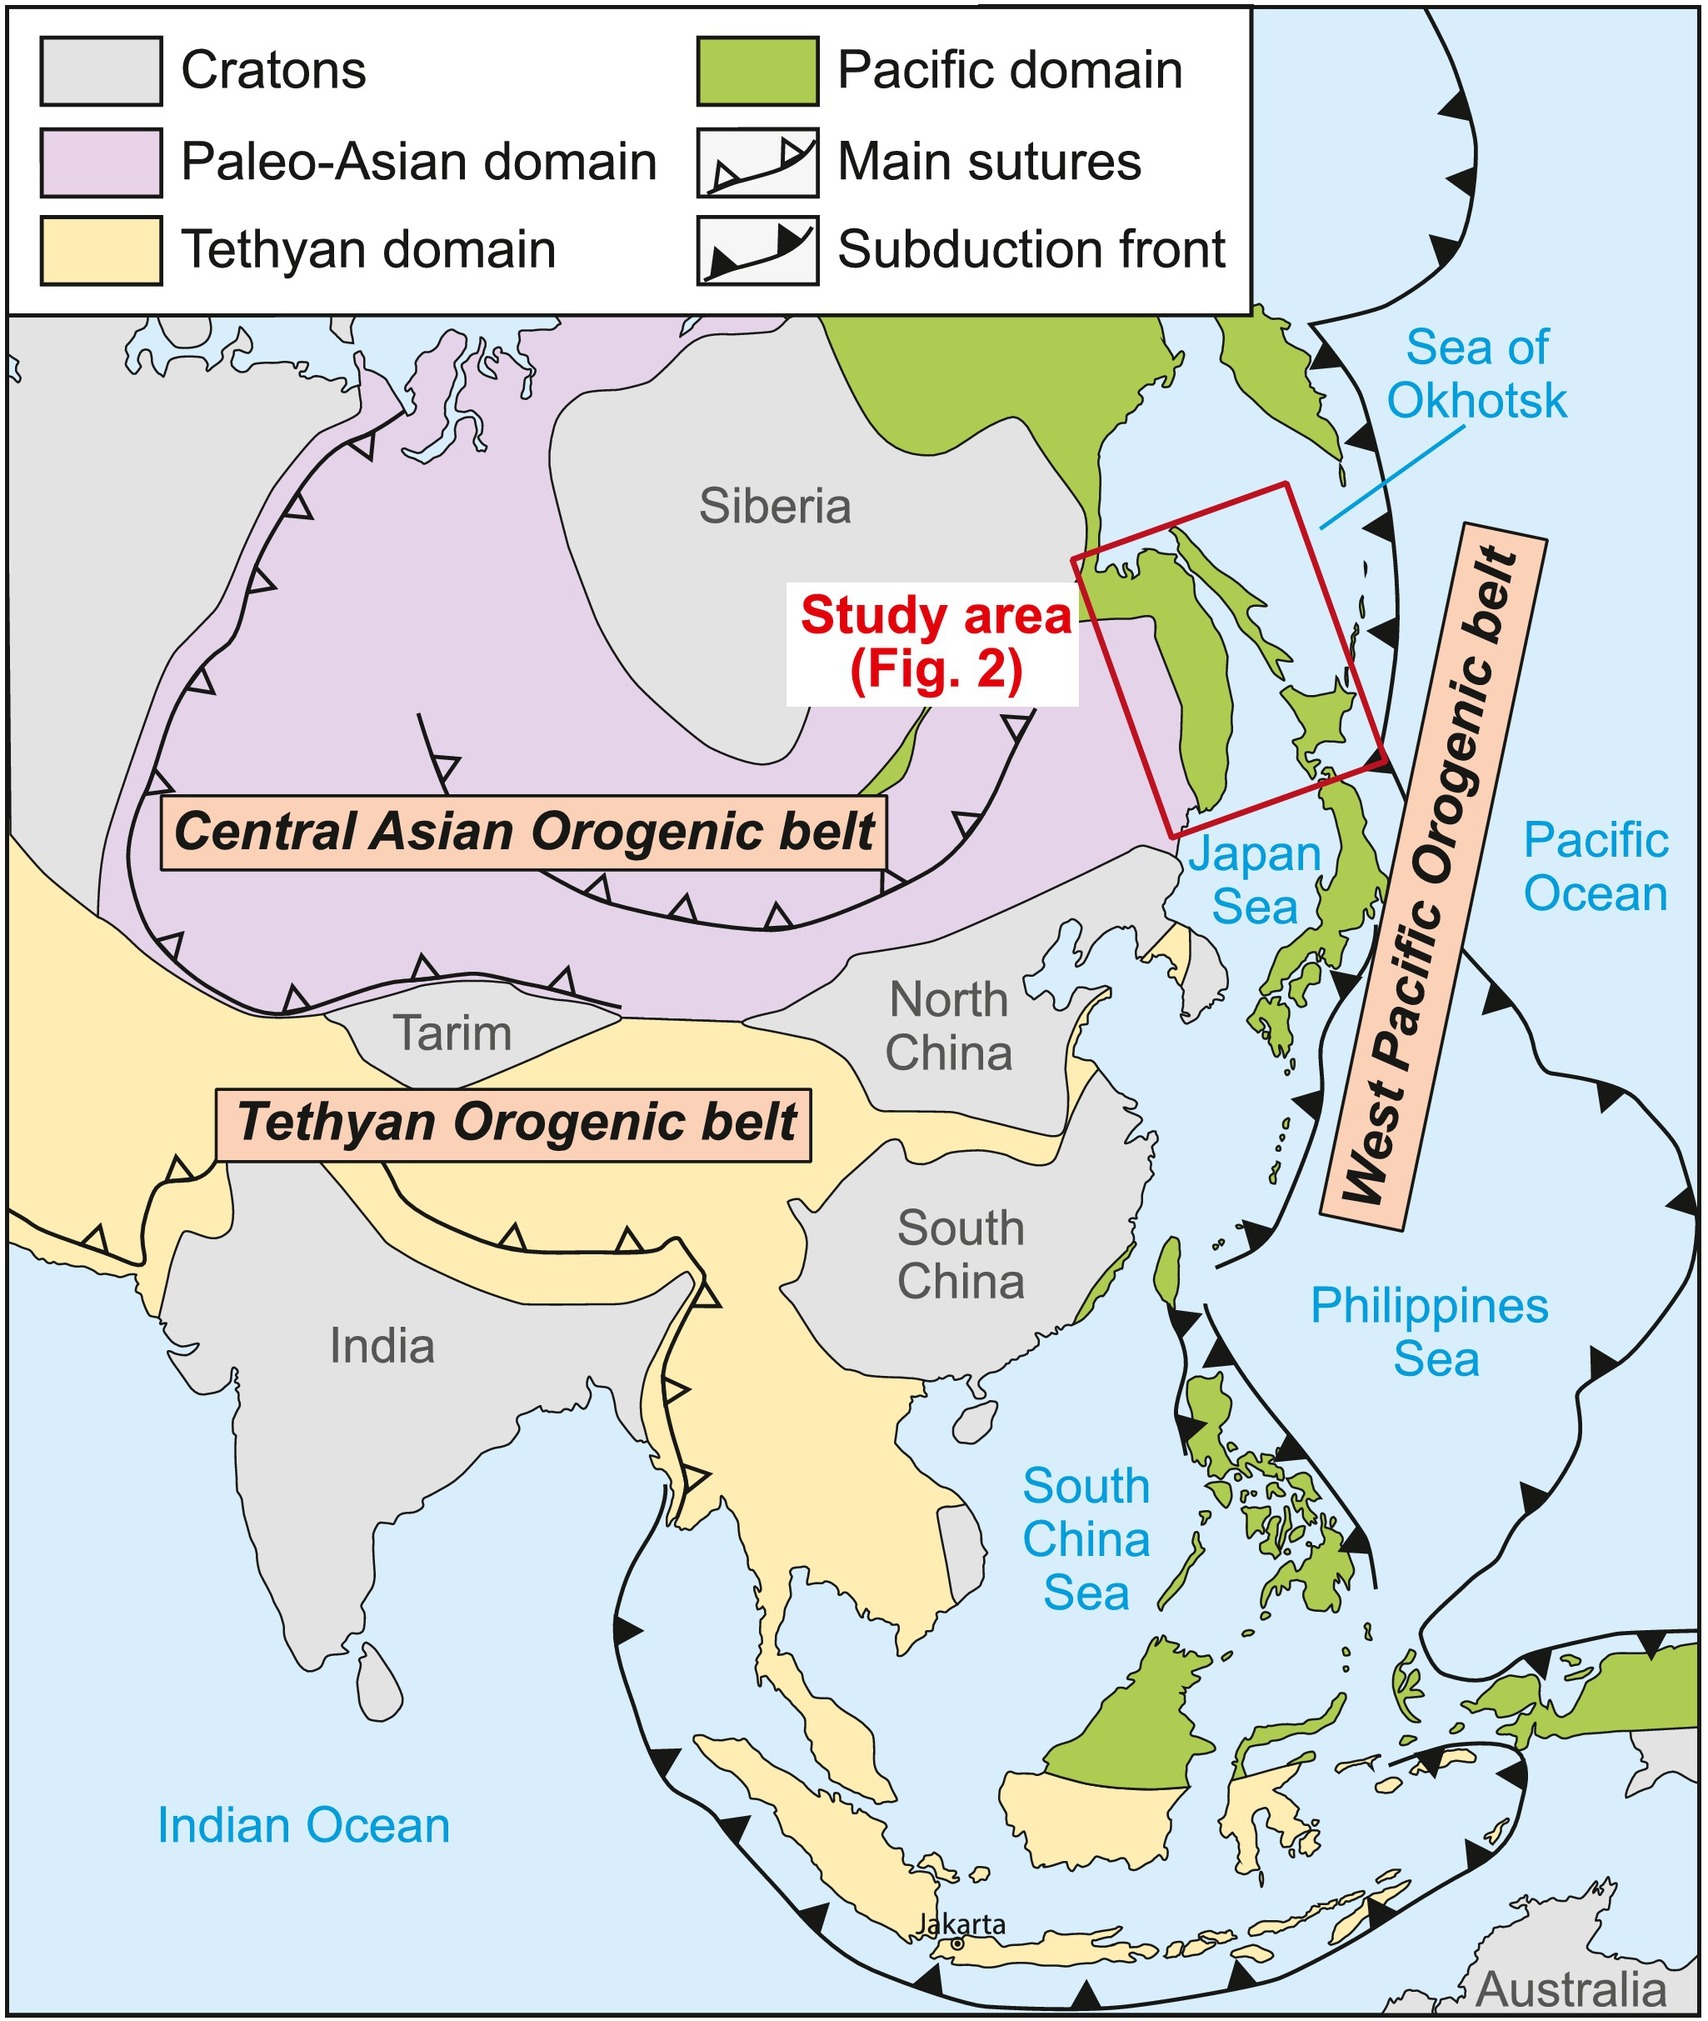 Cratons
Paleo-Asian domain
Tethyan domain
Pacific domain
Main sutures
Subduction front
Sea of
Okhotsk
Siberia
Study area
(Fig. 2)
Central Asian Orogenic belt
Japan
Sea
Pacific
Ocean
West Pacific Orogenic belt
North
China
Tarim
Tethyan Orogenic belt
South
China
India
Philippines
Sea
South
China
Sea
Indian Ocean
Jakarta
Australia